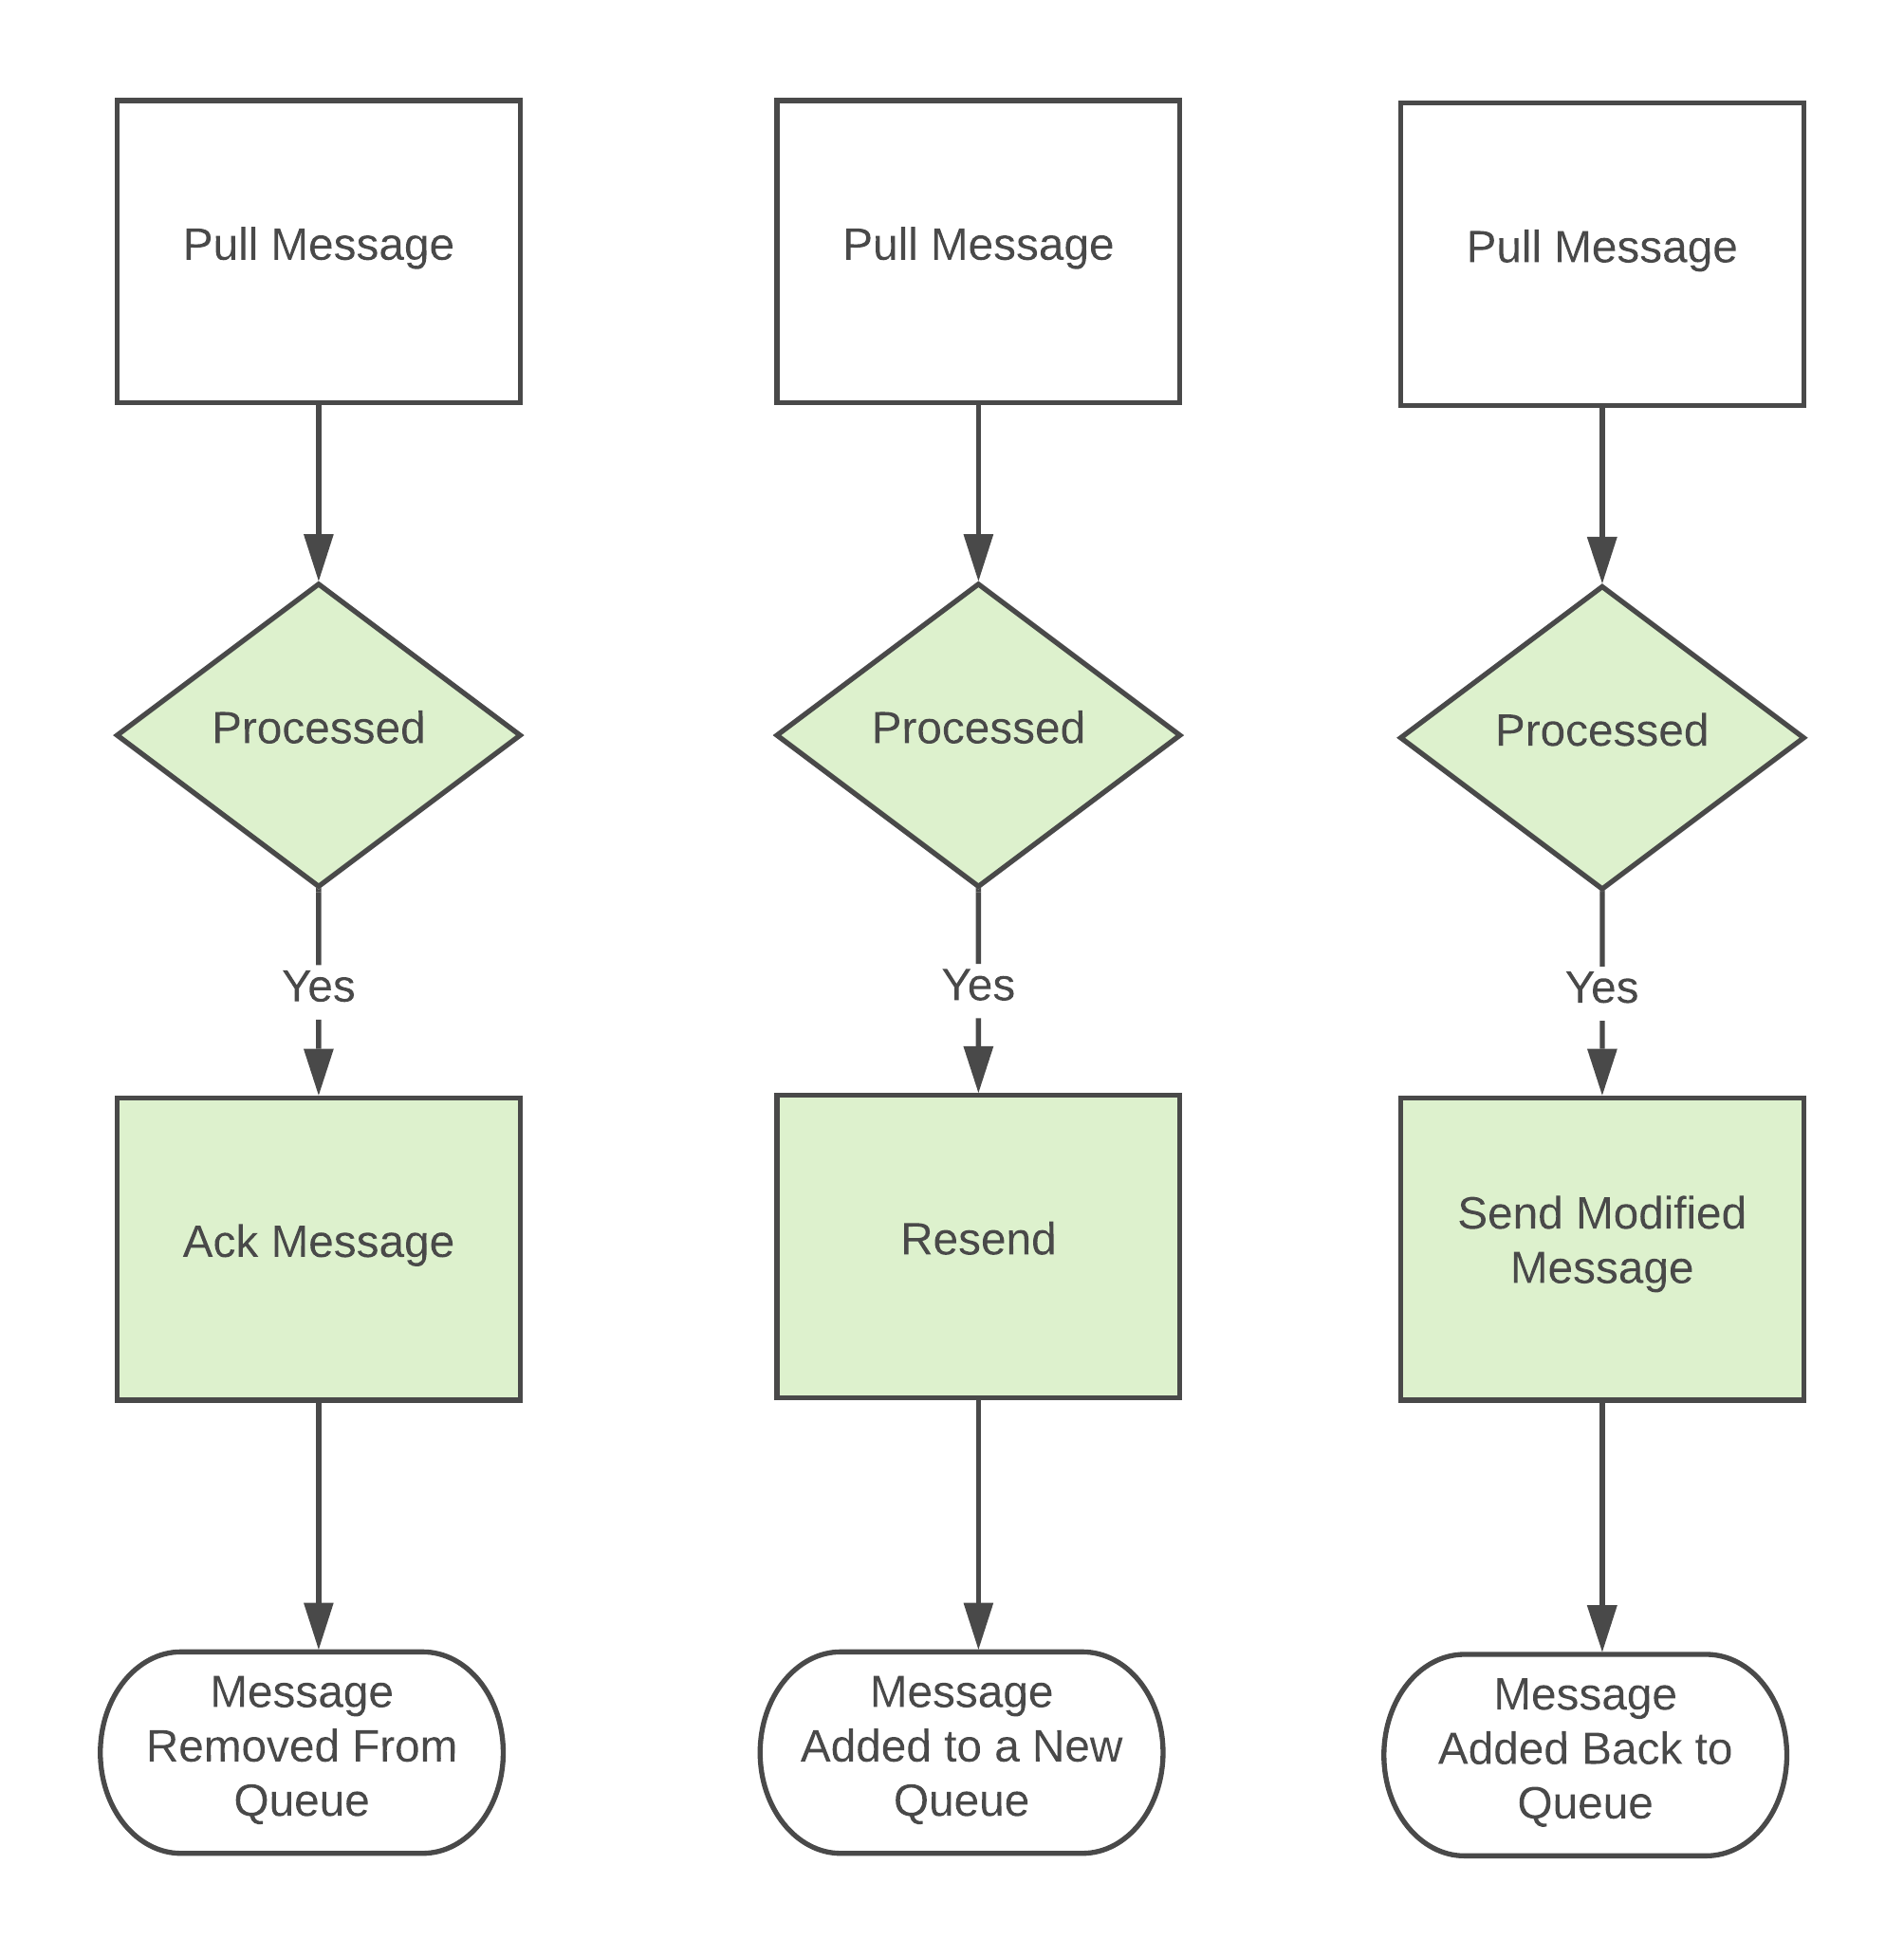 Pull Message
Processed
Yes
Ack Message
Message
Removed From
Queue
Pull Message
Processed
Yes
Resend
Message
Added to a New
Queue
Pull Message
Processed
Yes
Send Modified
Message
Message
Added Back to
Queue